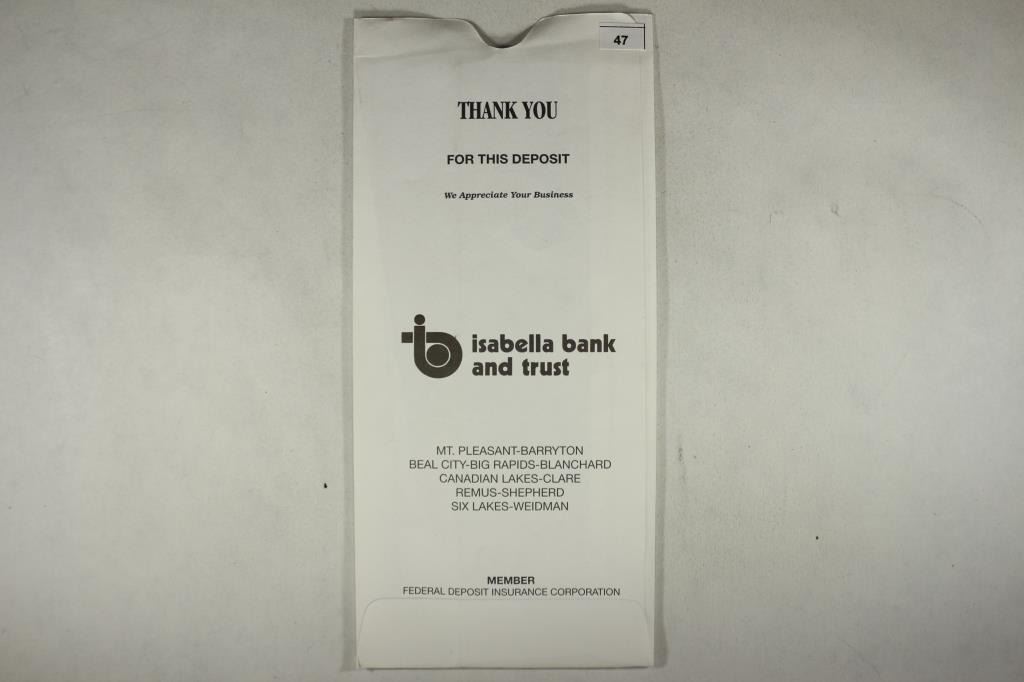 47
THANK YOU
FOR THIS DEPOSIT
We Appreciate Your Business
isabella bank
and trust
MT. PLEASANT-BARRYTON
BEAL CITY-BIG RAPIDS-BLANCHARD
CANADIAN LAKES-CLARE
REMUS-SHEPHERD
SIX LAKES-WEIDMAN
MEMBER
FEDERAL DEPOSIT INSURANCE CORPORATION